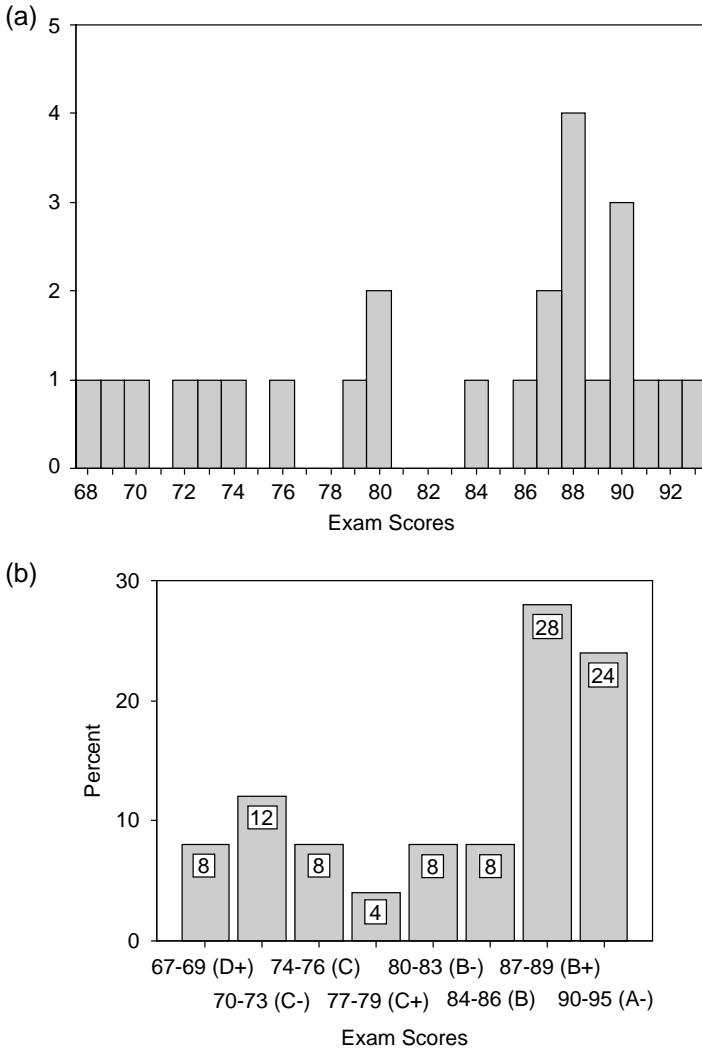 (a)
5
4
3
2
1
0
68 70 72 74 76 78 80 82 84 86 88 90 92
Exam Scores
(b)
30
20
10
0
Percent
8 12 8 4 8 8 28 24
67-69 (D+) 74-76 (C) 80-83 (B-) 87-89 (B+)
70-73 (C-) 77-79 (C+) 84-86 (B) 90-95 (A-)
Exam Scores